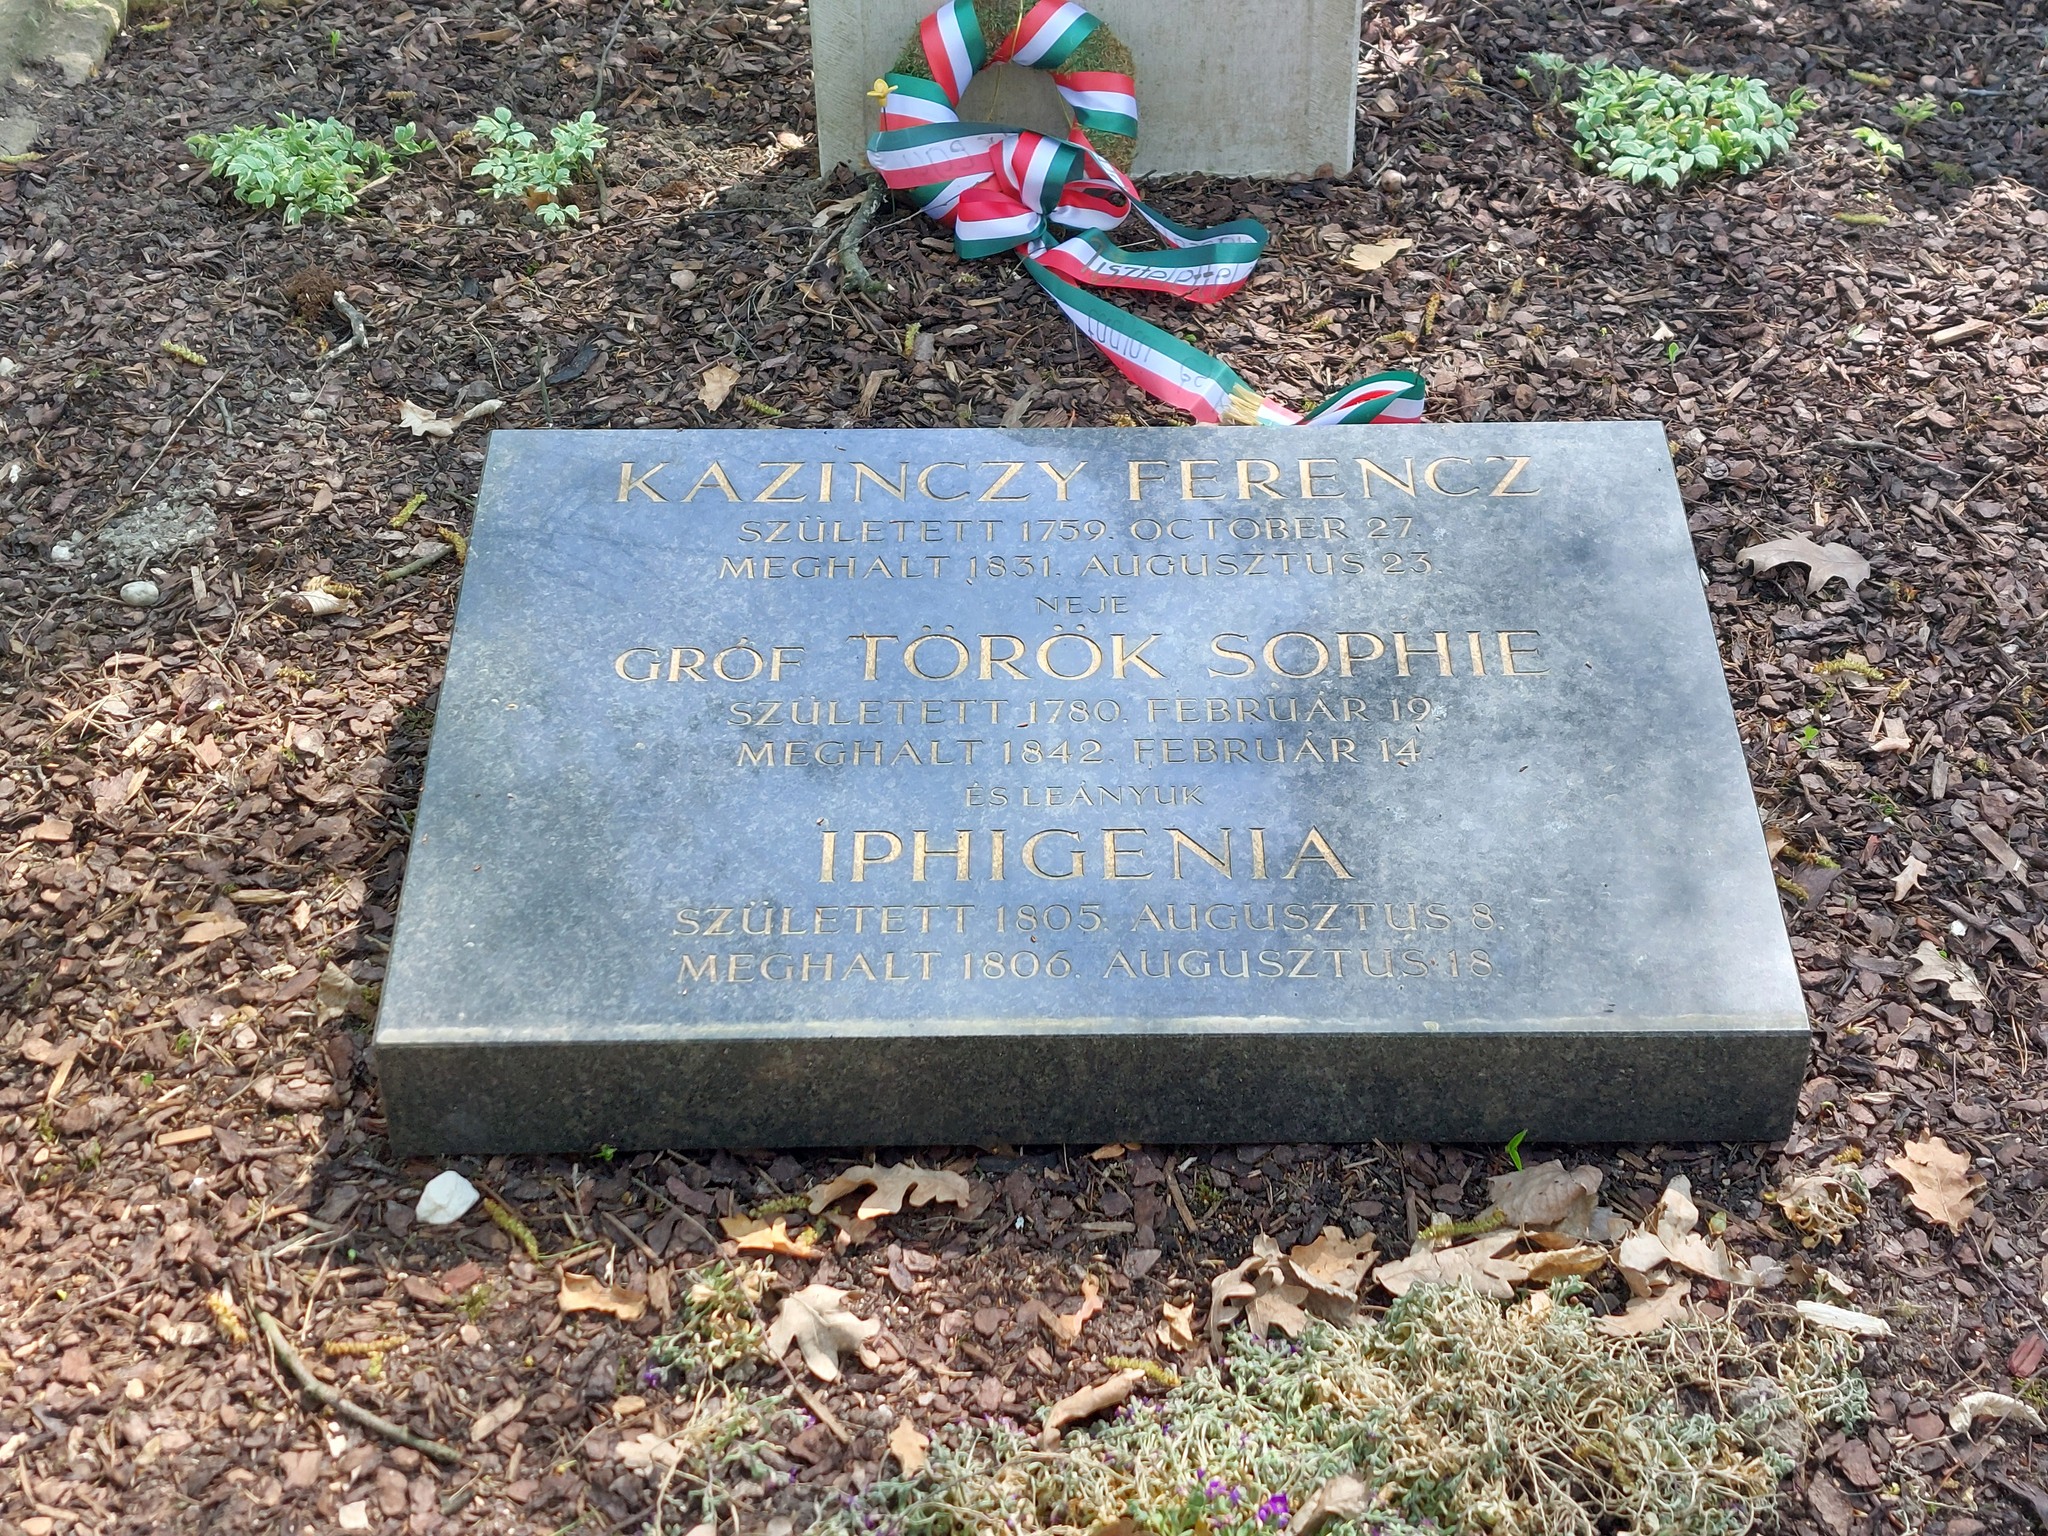 Tisztelettel
KAZINCZY FERENCZ
SZÜLETETT 1759. OCTOBER 27.
MEGHALT 1831. AUGUSZTUS 23.
NEJE
GRÓF TÖRÖK SOPHIE
SZÜLETETT 1780. FEBRUÁR 19.
MEGHALT 1842. FEBRUÁR 14.
ÉS LEÁNYUK
IPHIGENIA
SZÜLETETT 1805. AUGUSZTUS 8.
MEGHALT 1806. AUGUSZTUS 18.